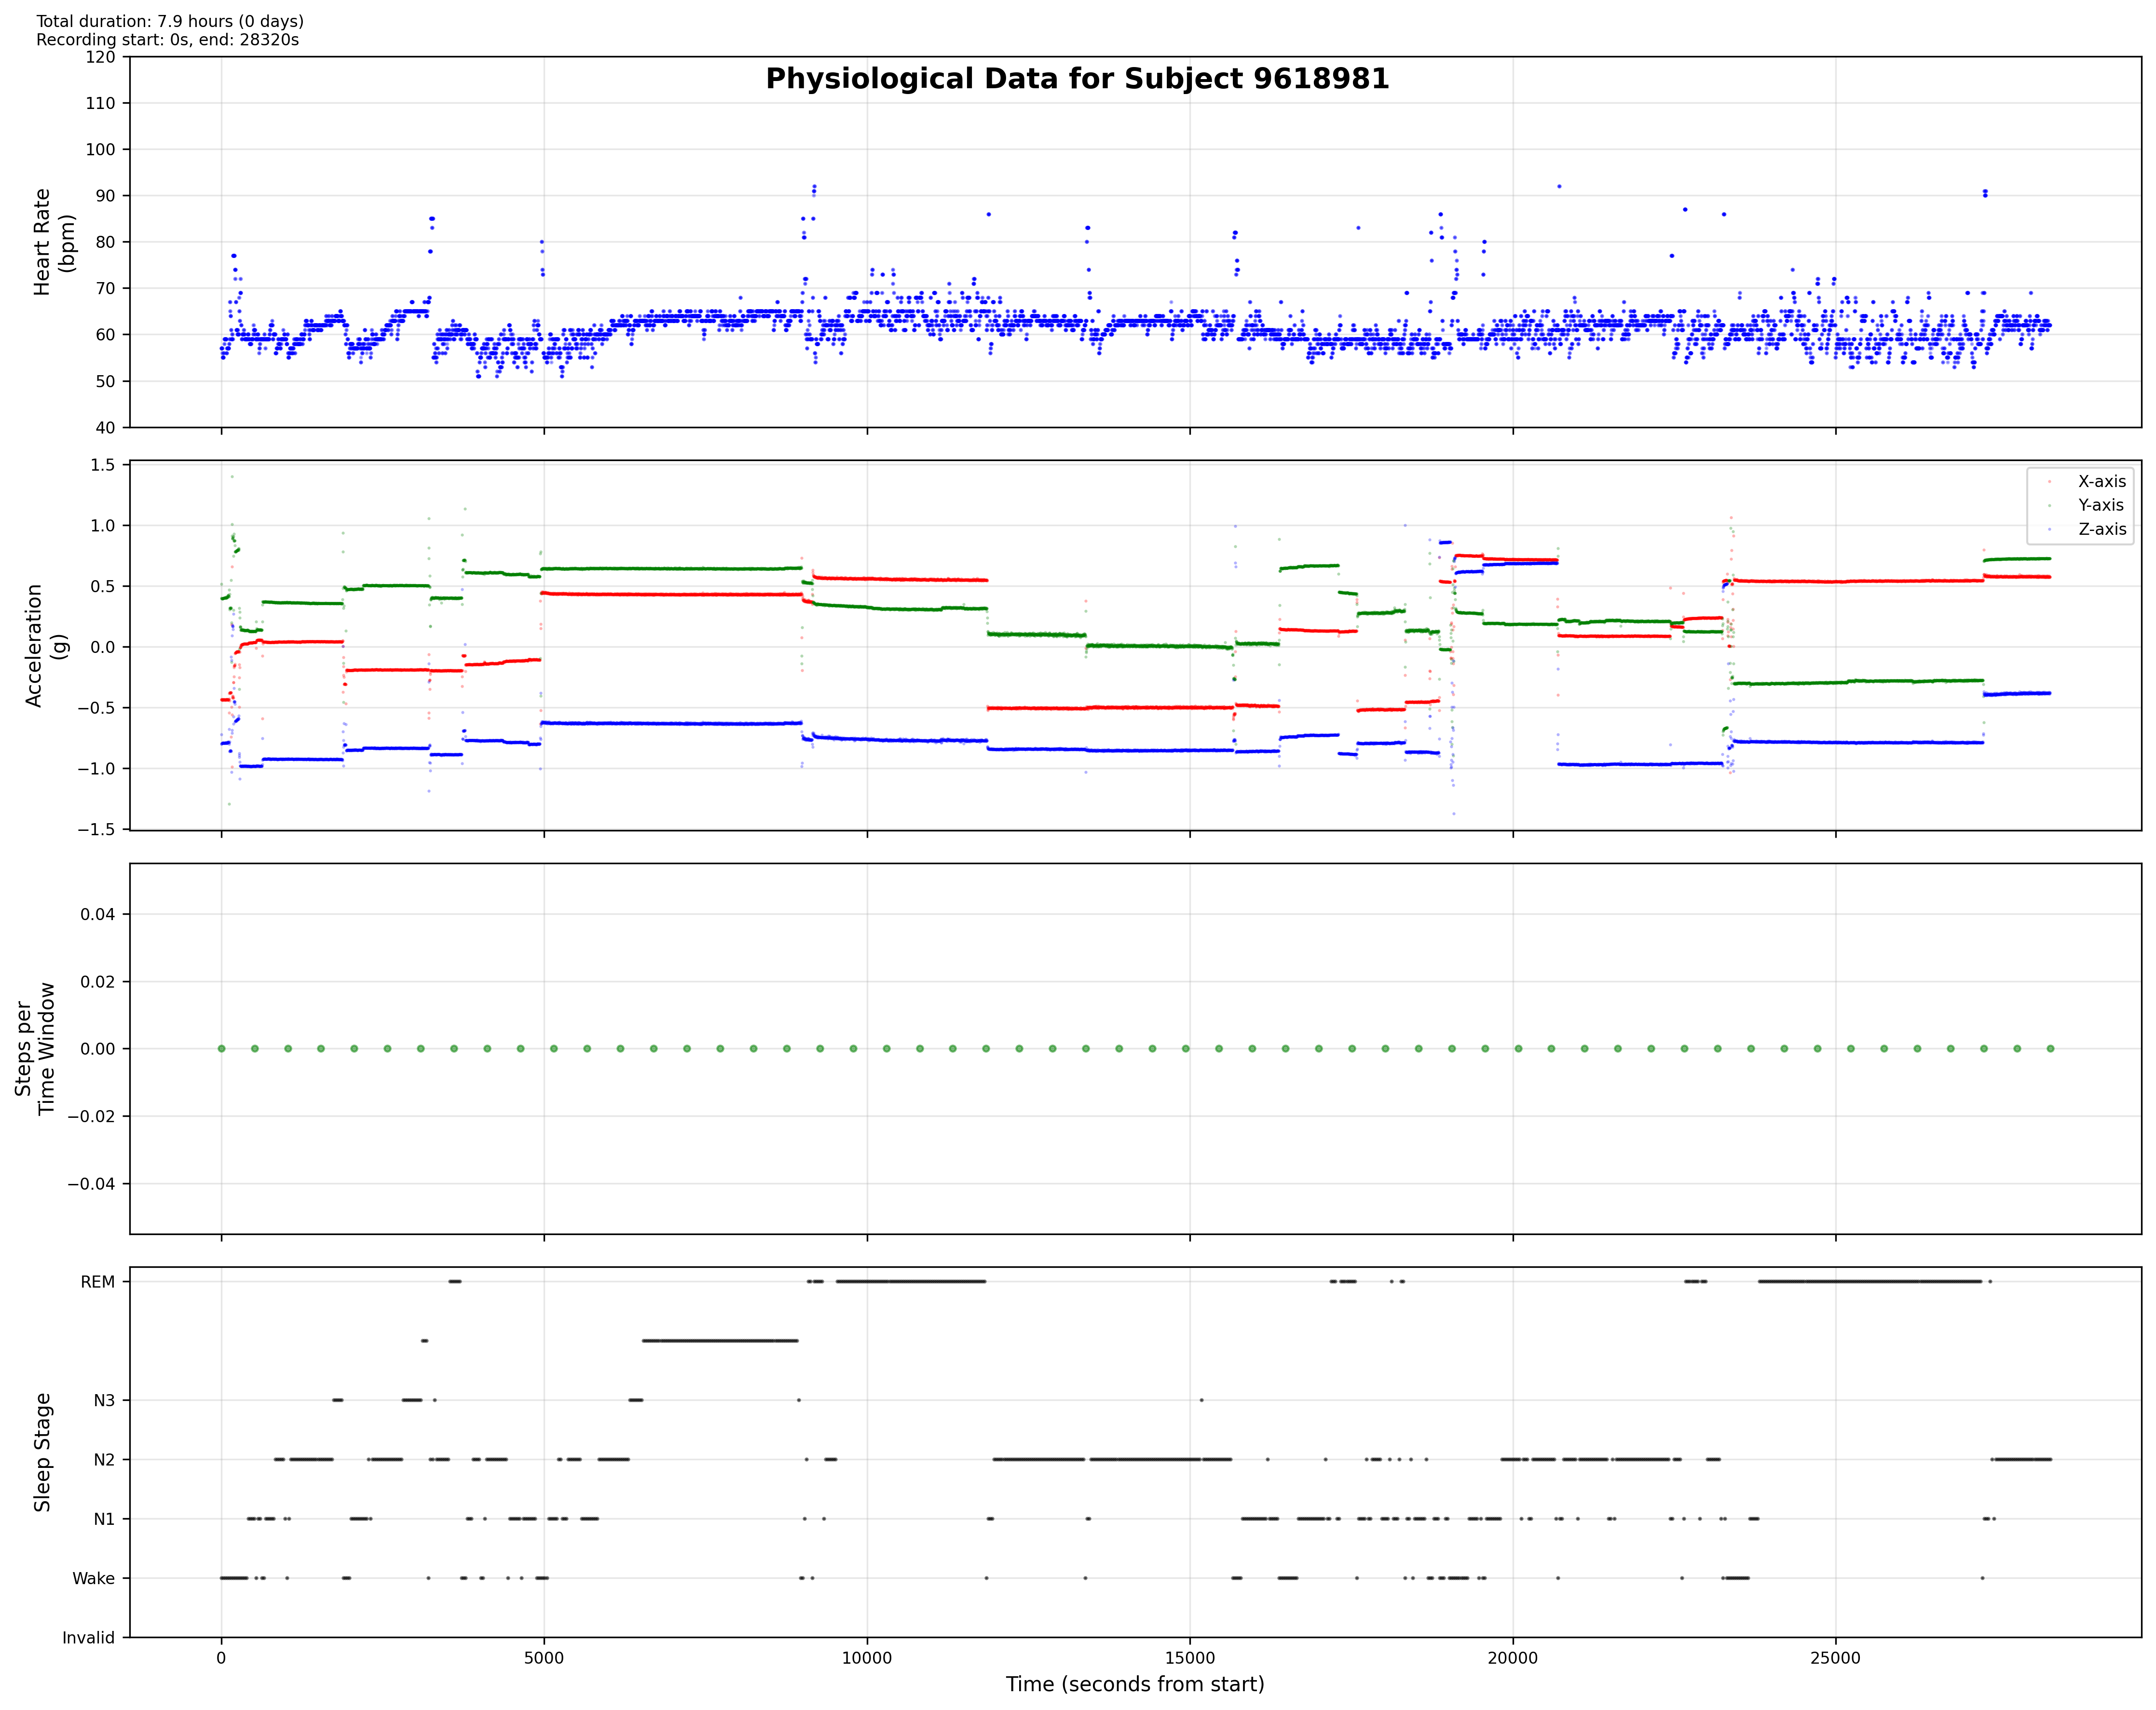 Total duration: 7.9 hours (0 days)
Recording start: 0s, end: 28320s
Physiological Data for Subject 9618981
120
110
100
90
80
70
60
50
40
Heart Rate
(bpm)
1.5
1.0
0.5
0.0
−0.5
−1.0
−1.5
Acceleration
(g)
X-axis
Y-axis
Z-axis
0.04
0.02
0.00
−0.02
−0.04
Steps per
Time Window
REM
N3
N2
N1
Wake
Invalid
Sleep Stage
0
5000
10000
15000
20000
25000
Time (seconds from start)